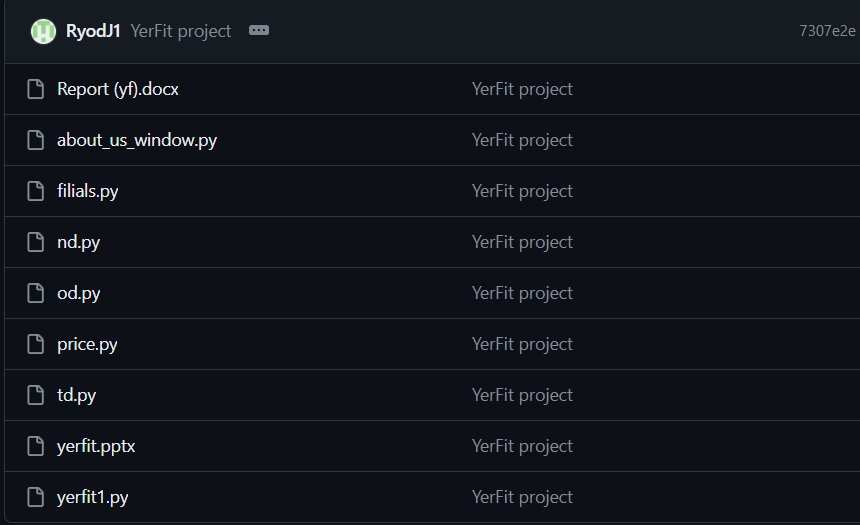 RyodJ1 YerFit project 7307e2e
Report (yf).docx YerFit project
about_us_window.py YerFit project
filials.py YerFit project
nd.py YerFit project
od.py YerFit project
price.py YerFit project
td.py YerFit project
yerfit.pptx YerFit project
yerfit1.py YerFit project